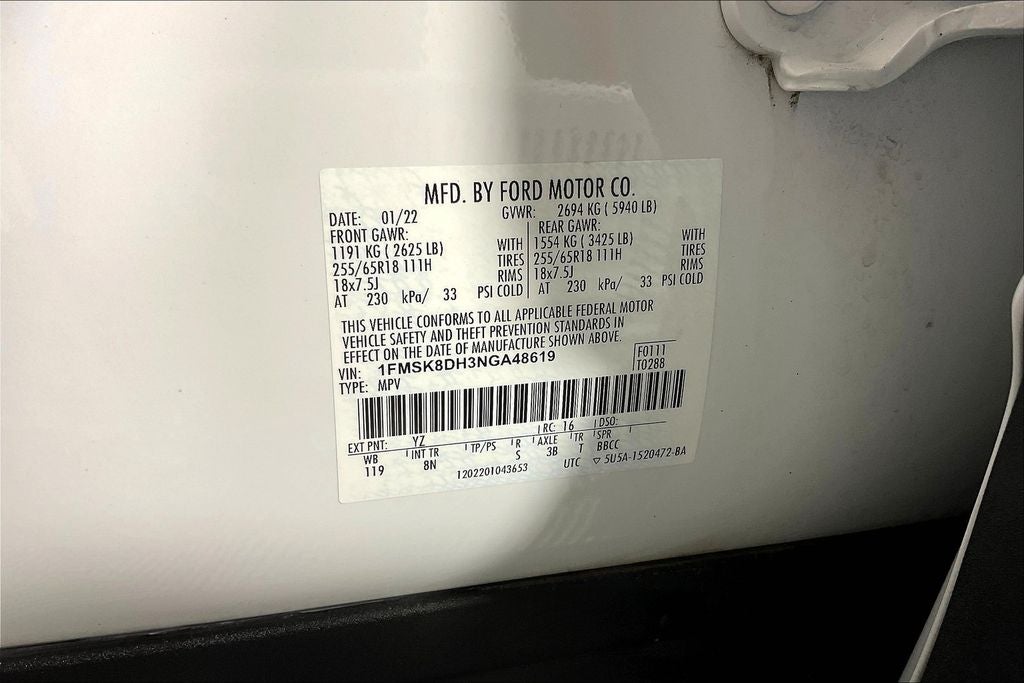 MFD. BY FORD MOTOR CO.
DATE: 01/22 GVWR: 2694 KG ( 5940 LB)
FRONT GAWR: REAR GAWR:
1191 KG ( 2625 LB) WITH 1554 KG ( 3425 LB) WITH
255/65R18 111H TIRES 255/65R18 111H TIRES
18x7.5J RIMS 18x7.5J RIMS
AT 230 kPa/ 33 PSI COLD AT 230 kPa/ 33 PSI COLD
THIS VEHICLE CONFORMS TO ALL APPLICABLE FEDERAL MOTOR
VEHICLE SAFETY AND THEFT PREVENTION STANDARDS IN
EFFECT ON THE DATE OF MANUFACTURE SHOWN ABOVE.
VIN: 1FMSK8DH3NGA48619 F0111
TYPE: MPV T0288
EXT PNT: YZ RC: 16 DSO:
WB INT TR TP/PS R AXLE TR SPR
119 8N S 3B T BBCC
1202201043653 UTC ▽ 5U5A-1520472-BA